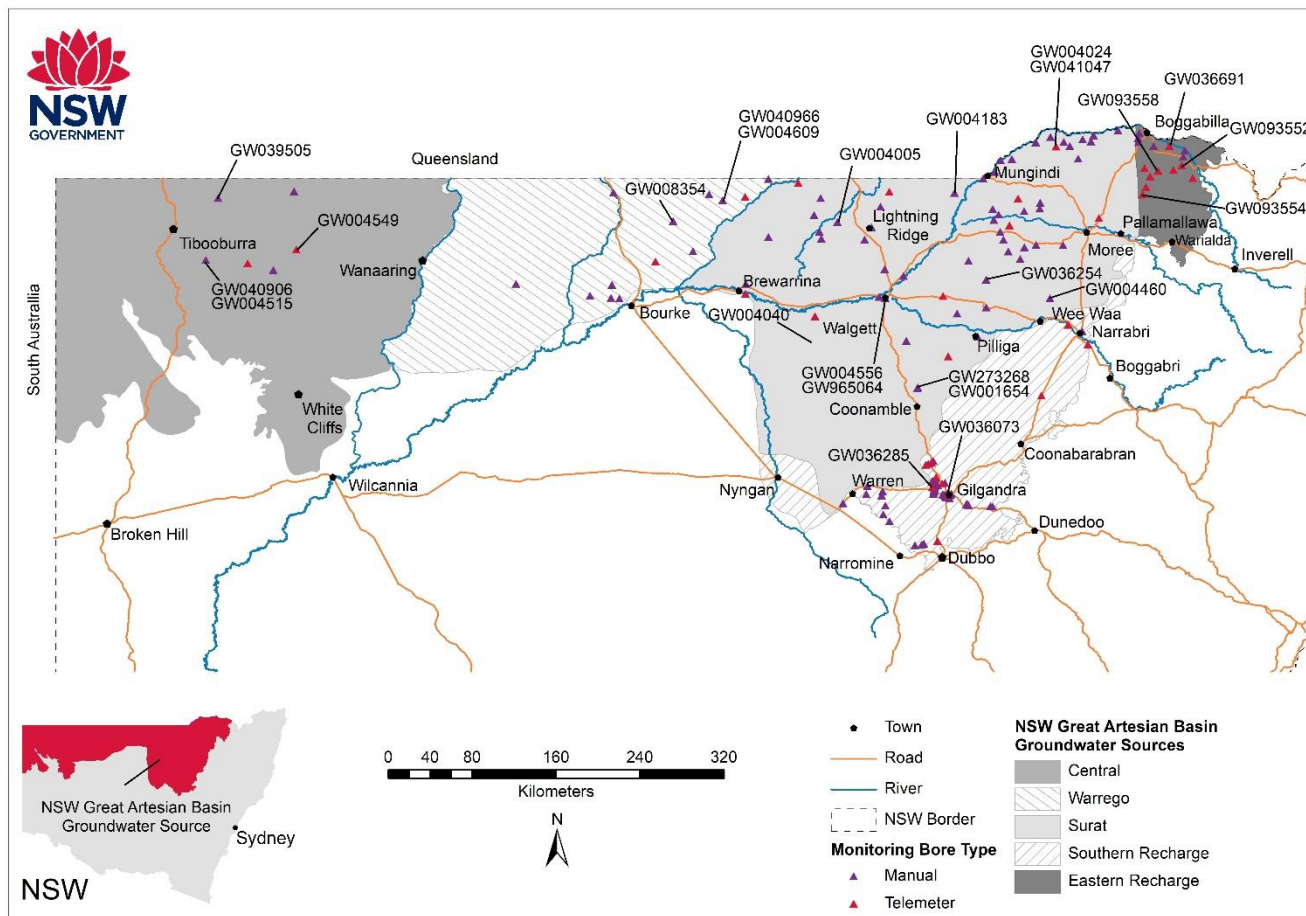 NSW
GOVERNMENT
GW039505
GW004549
Tibooburra
GW040906
GW004515
Wanaaring
Queensland
South Australlia
White
Cliffs
Wilcannia
Broken Hill
GW040966
GW004609
GW008354
GW004005
GW004183
GW004024
GW041047
GW036691
GW093558
Boggabilla
GW093552
GW093554
Mungindi
Lightning
Ridge
Pallamallawa
Moree
Warialda
Inverell
Brewarrina
Bourke
GW004040
Walgett
GW036254
GW004460
Wee Waa
Narrabri
Pilliga
Boggabri
GW004556
GW965064
GW273268
GW001654
Coonamble
GW036073
GW036285
Coonabarabran
Warren
Gilgandra
Nyngan
Dunedoo
Narromine
Dubbo
NSW Great Artesian Basin
Groundwater Source
Sydney
NSW
0 40 80 160 240 320
Kilometers
N
Town
Road
River
NSW Border
Monitoring Bore Type
Manual
Telemeter
NSW Great Artesian Basin
Groundwater Sources
Central
Warrego
Surat
Southern Recharge
Eastern Recharge